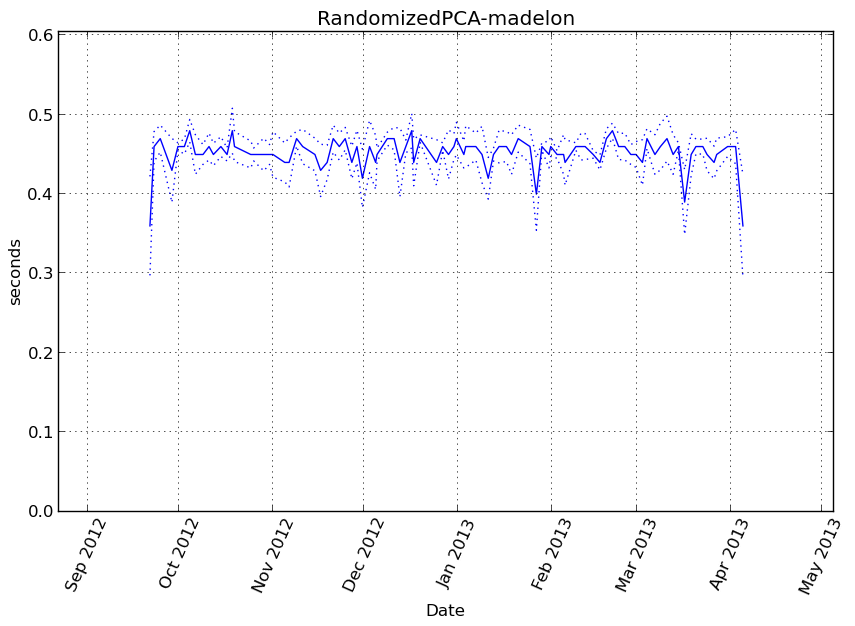 RandomizedPCA-madelon
0.6
0.5
0.4
0.3
0.2
0.1
0.0
seconds
Sep 2012
Oct 2012
Nov 2012
Dec 2012
Jan 2013
Feb 2013
Mar 2013
Apr 2013
May 2013
Date